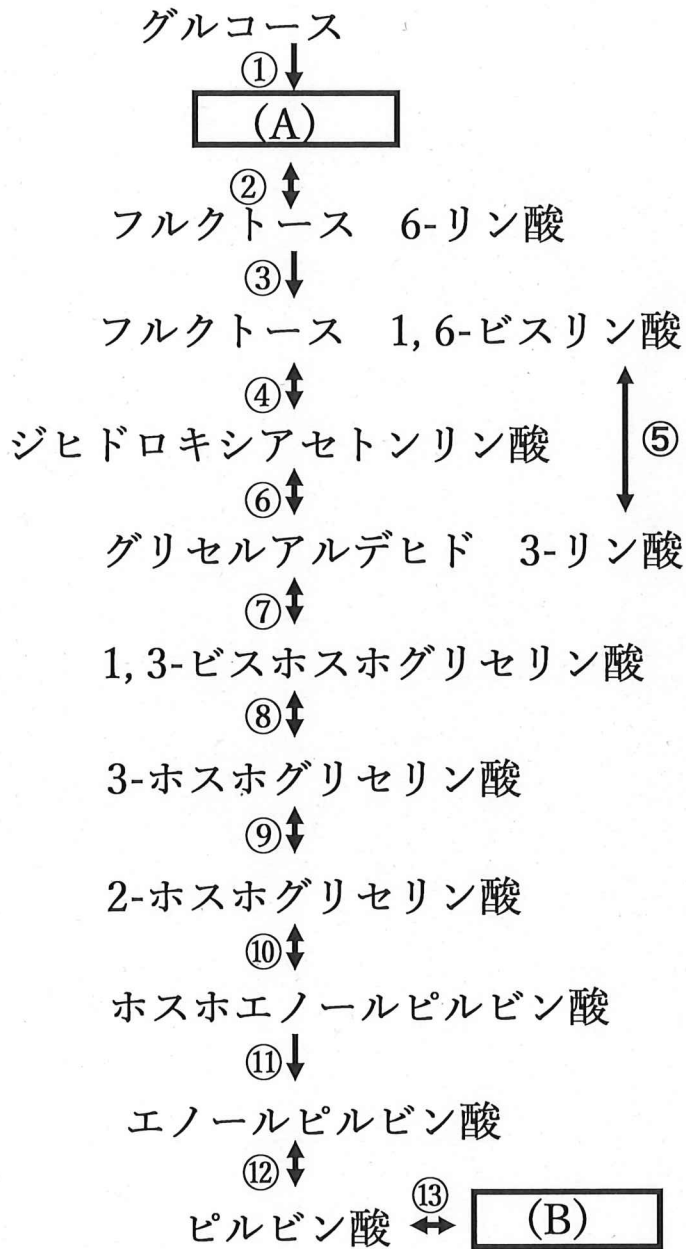 グルコース
①
(A)
②
フルクトース 6-リン酸
③
フルクトース 1, 6-ビスリン酸
④
ジヒドロキシアセトンリン酸
⑤
⑥
グリセルアルデヒド 3-リン酸
⑦
1, 3-ビスホスホグリセリン酸
⑧
3-ホスホグリセリン酸
⑨
2-ホスホグリセリン酸
⑩
ホスホエノールピルビン酸
⑪
エノールピルビン酸
⑫
ピルビン酸 ⑬ (B)